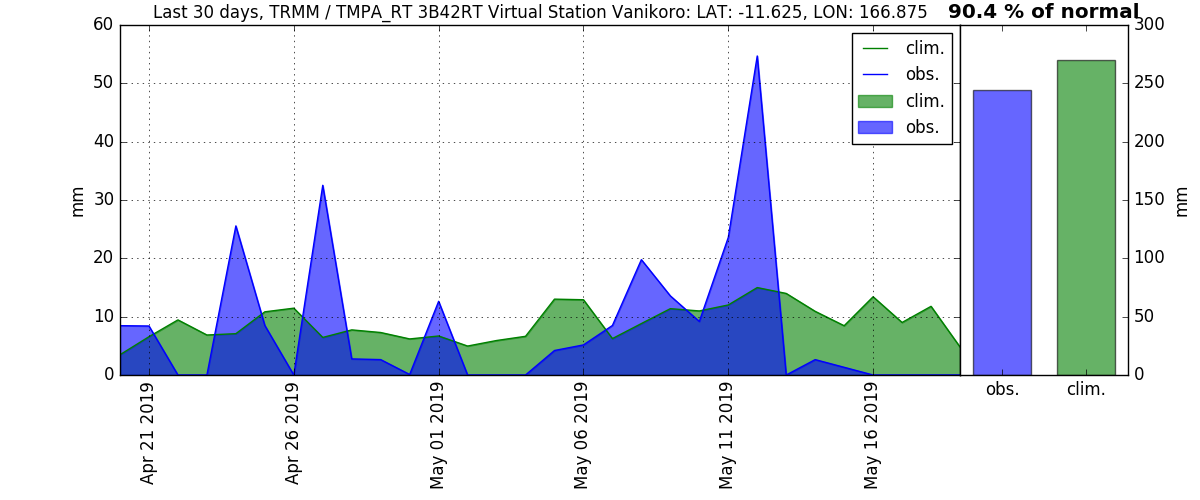 Last 30 days, TRMM / TMPA_RT 3B42RT Virtual Station Vanikoro: LAT: -11.625, LON: 166.875
90.4 % of normal
60
50
40
30
20
10
0
mm
clim.
obs.
clim.
obs.
Apr 21 2019
Apr 26 2019
May 01 2019
May 06 2019
May 11 2019
May 16 2019
300
250
200
150
100
50
0
mm
obs.
clim.